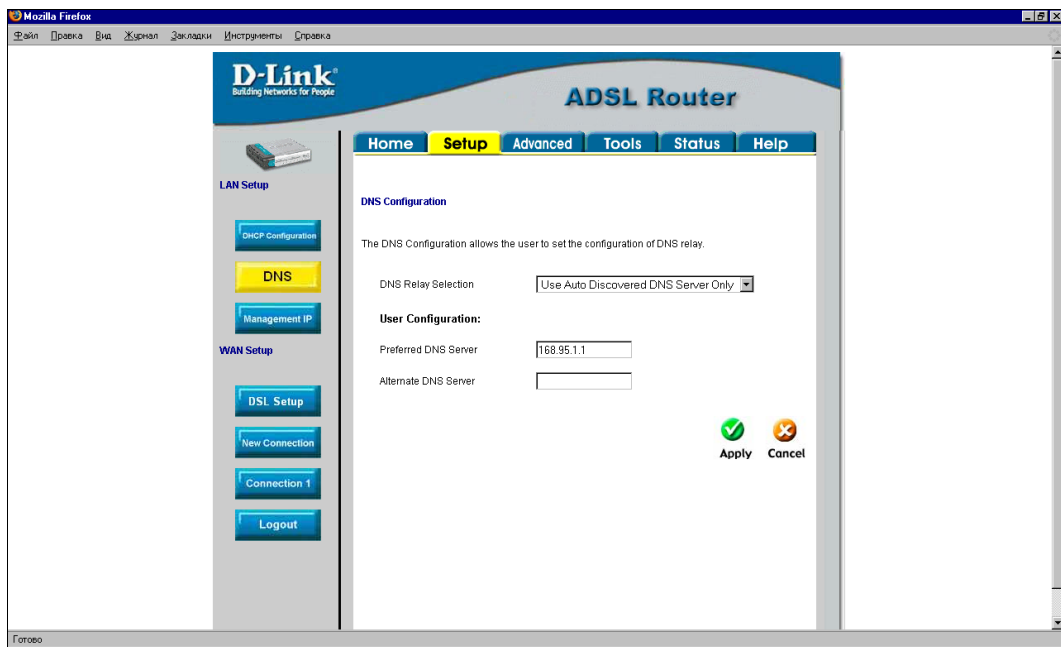 Mozilla Firefox
Файл Правка Вид Журнал Закладки Инструменты Справка
D-Link®
Building Networks for People
ADSL Router
Home Setup Advanced Tools Status Help
LAN Setup
DHCP Configuration
DNS
Management IP
WAN Setup
DSL Setup
New Connection
Connection 1
Logout
DNS Configuration
The DNS Configuration allows the user to set the configuration of DNS relay.
DNS Relay Selection Use Auto Discovered DNS Server Only
User Configuration:
Preferred DNS Server 168.95.1.1
Alternate DNS Server
Apply Cancel
Готово